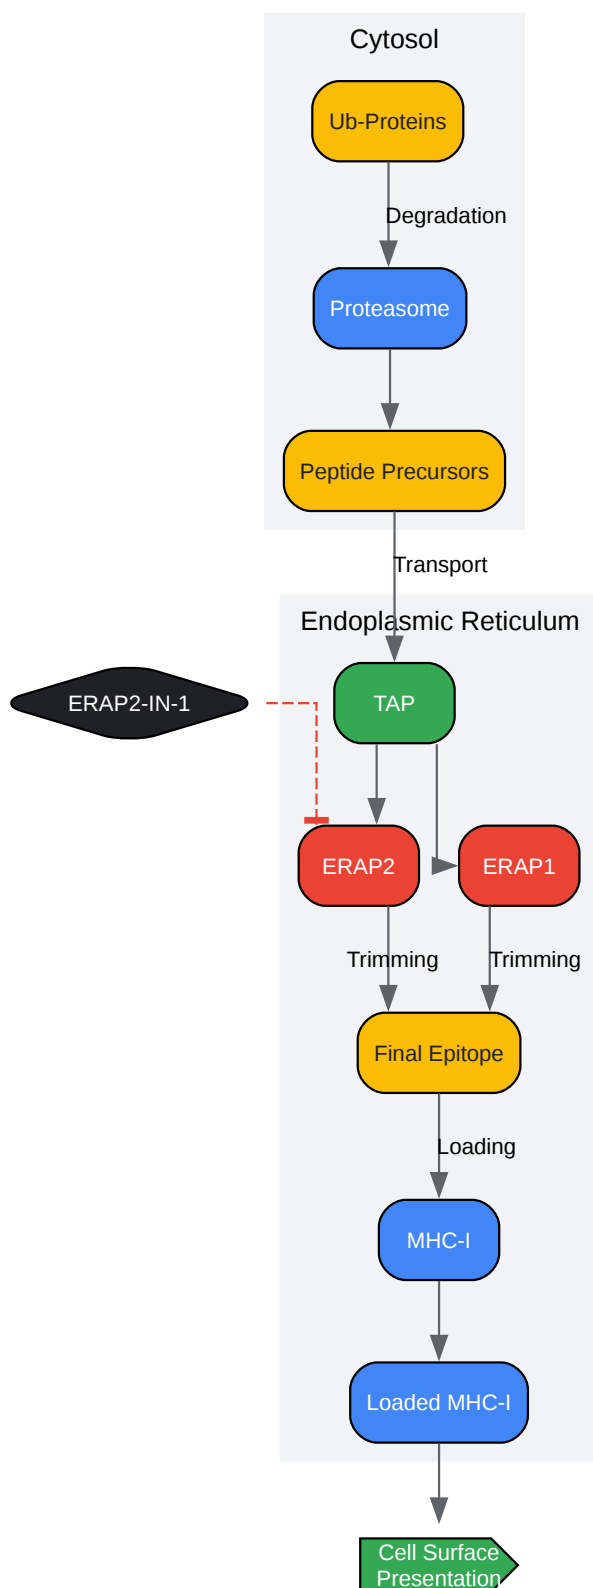 Cytosol
Ub-Proteins
Degradation
Proteasome
Peptide Precursors
Transport
Endoplasmic Reticulum
ERAP2-IN-1
TAP
ERAP2
ERAP1
Trimming
Trimming
Final Epitope
Loading
MHC-I
Loaded MHC-I
Cell Surface
Presentation